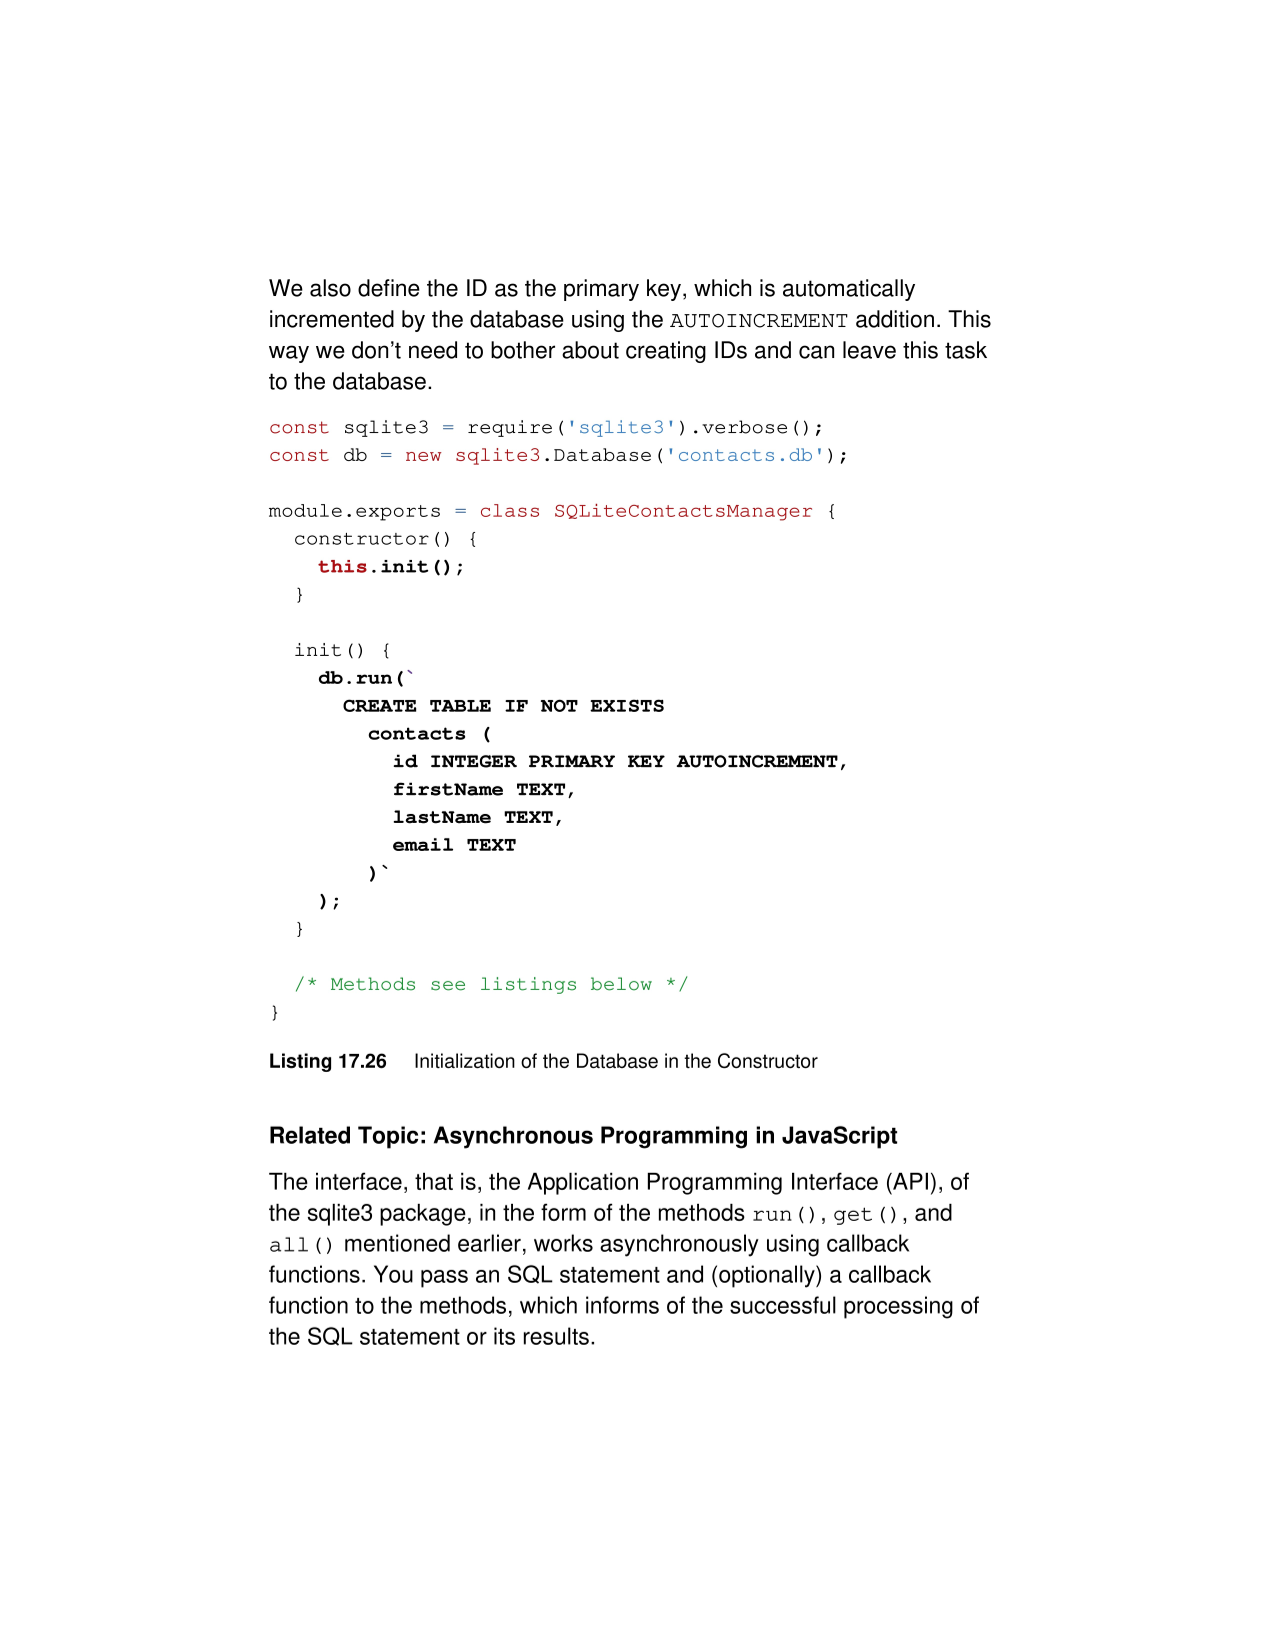 We also define the ID as the primary key, which is automatically
incremented by the database using the AUTOINCREMENT addition. This
way we don’t need to bother about creating IDs and can leave this task
to the database.
const sqlite3 = require('sqlite3').verbose();
const db = new sqlite3.Database('contacts.db');
module.exports = class SQLiteContactsManager {
  constructor() {
    this.init();
  }
  init() {
    db.run(`
      CREATE TABLE IF NOT EXISTS
        contacts (
          id INTEGER PRIMARY KEY AUTOINCREMENT,
          firstName TEXT,
          lastName TEXT,
          email TEXT
        )`
    );
  }
  /* Methods see listings below */
}
Listing 17.26 Initialization of the Database in the Constructor
Related Topic: Asynchronous Programming in JavaScript
The interface, that is, the Application Programming Interface (API), of
the sqlite3 package, in the form of the methods run(), get(), and
all() mentioned earlier, works asynchronously using callback
functions. You pass an SQL statement and (optionally) a callback
function to the methods, which informs of the successful processing of
the SQL statement or its results.